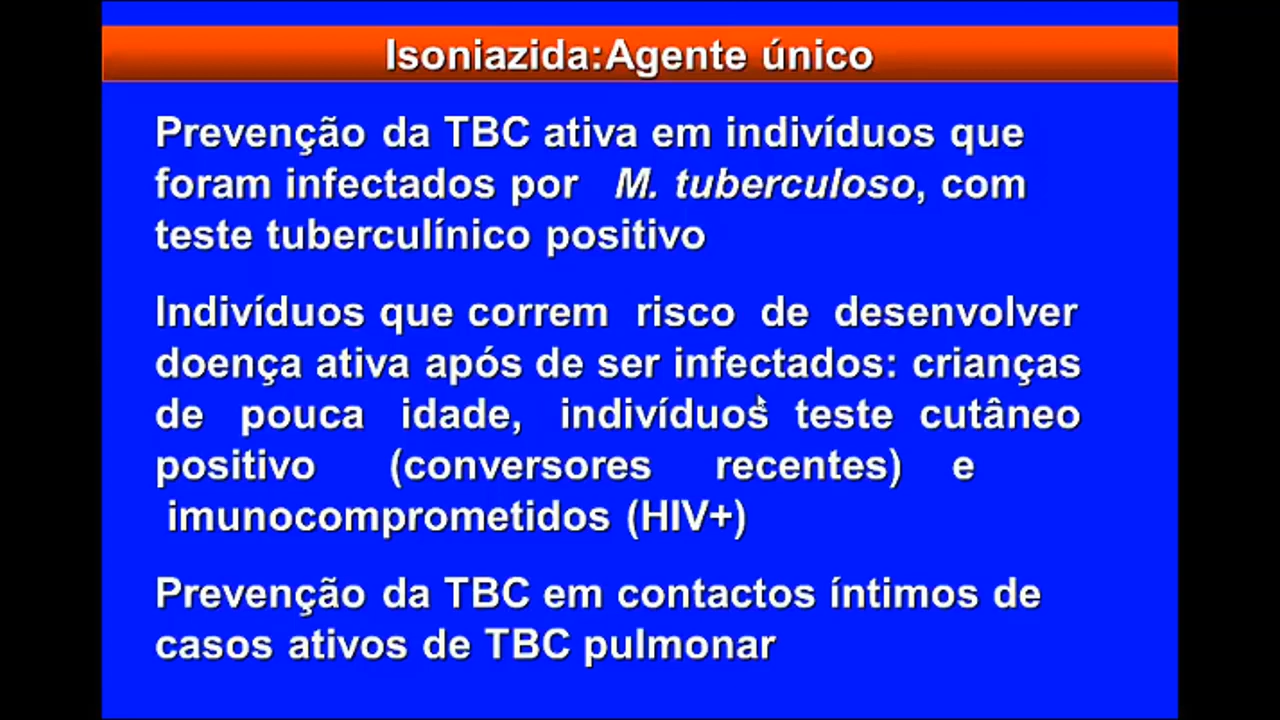 Isoniazida:Agente único
Prevenção da TBC ativa em indivíduos que
foram infectados por M. tuberculoso, com
teste tuberculínico positivo
Indivíduos que correm risco de desenvolver
doença ativa após de ser infectados: crianças
de pouca idade, indivíduos teste cutâneo
positivo (conversores recentes) e
imunocomprometidos (HIV+)
Prevenção da TBC em contactos íntimos de
casos ativos de TBC pulmonar